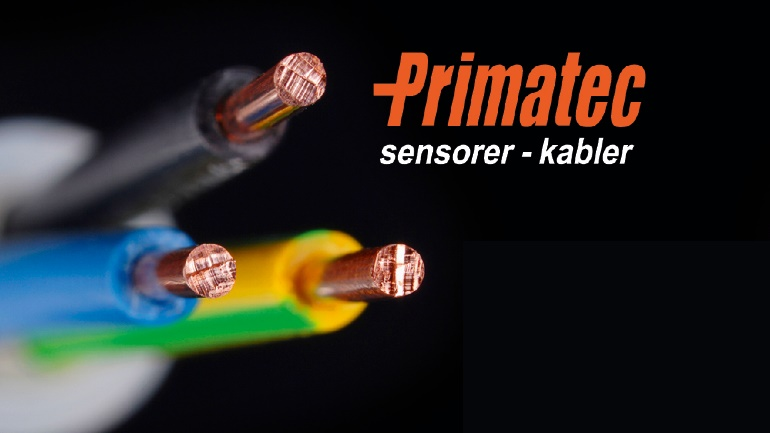 Primatec
sensorer - kabler